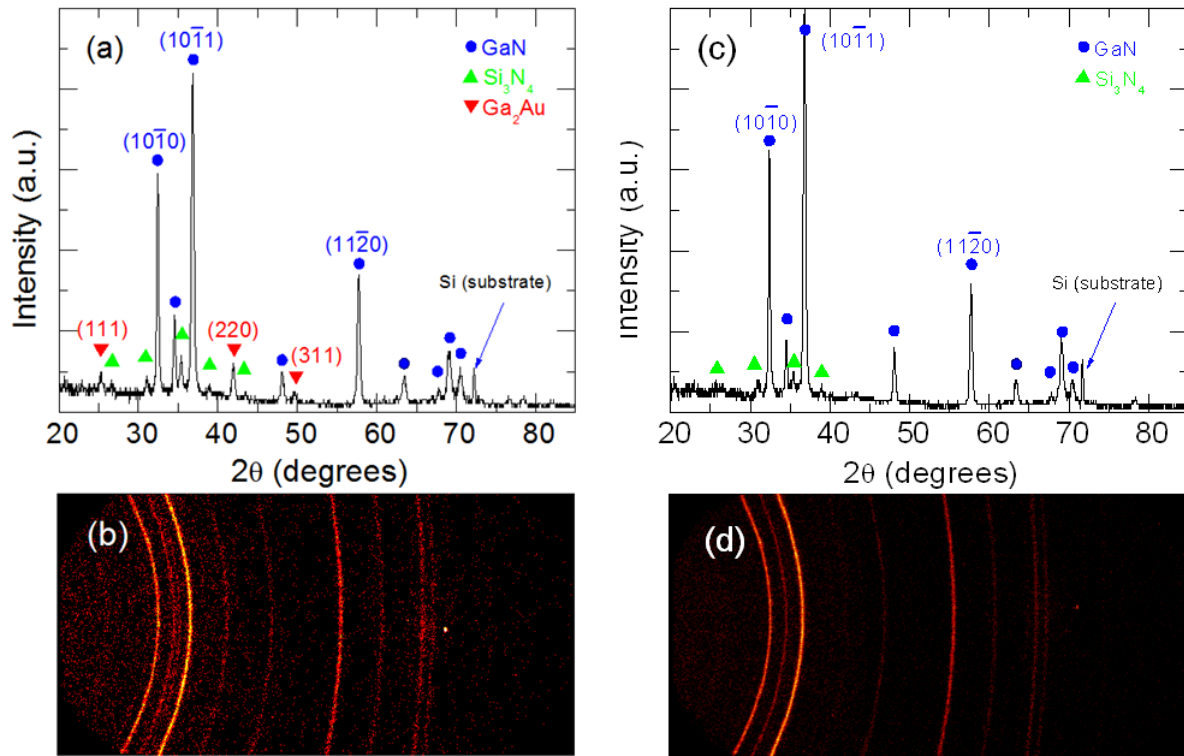 (a)
(101̅1)
GaN
Si₃N₄
Ga₂Au
(101̅0)
(112̅0)
Si (substrate)
(111)
(220)
(311)
Intensity (a.u.)
20 30 40 50 60 70 80
2θ (degrees)
(b)
(c)
(101̅1)
GaN
Si₃N₄
(101̅0)
(112̅0)
Si (substrate)
Intensity (a.u.)
20 30 40 50 60 70 80
2θ (degrees)
(d)